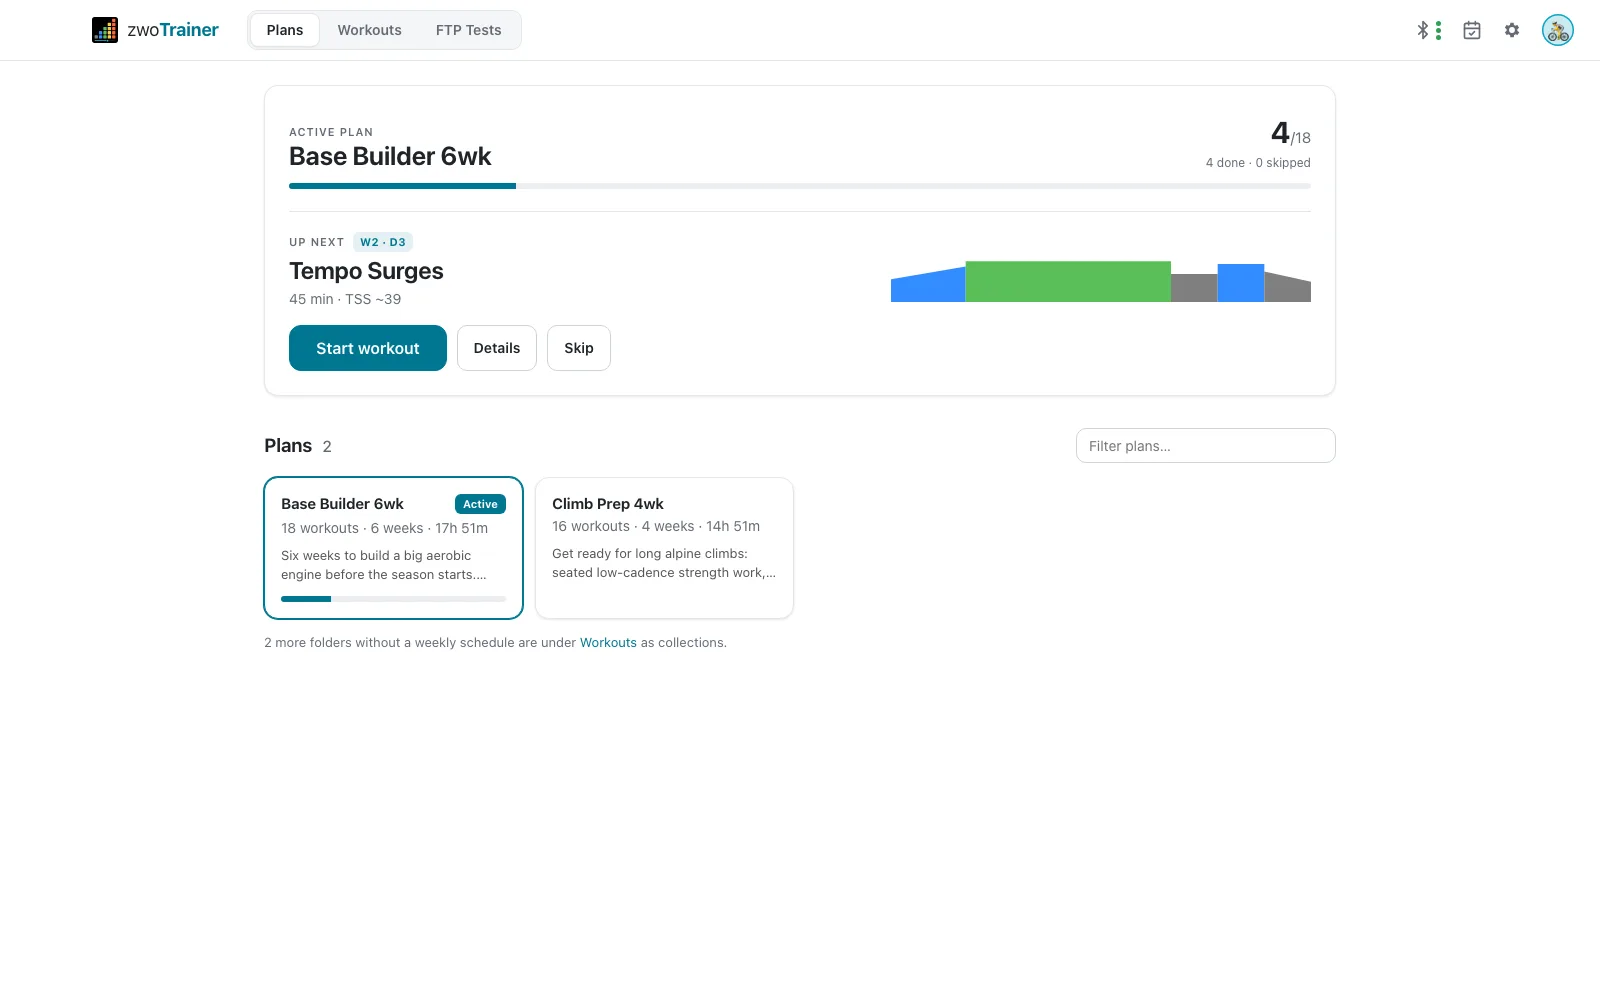 zwoTrainer
Plans
Workouts
FTP Tests
ACTIVE PLAN
Base Builder 6wk
4/18
4 done · 0 skipped
UP NEXT W2 · D3
Tempo Surges
45 min · TSS ~39
Start workout
Details
Skip
Plans 2
Filter plans...
Base Builder 6wk Active
18 workouts · 6 weeks · 17h 51m
Six weeks to build a big aerobic
engine before the season starts.…
Climb Prep 4wk
16 workouts · 4 weeks · 14h 51m
Get ready for long alpine climbs:
seated low-cadence strength work,…
2 more folders without a weekly schedule are under Workouts as collections.